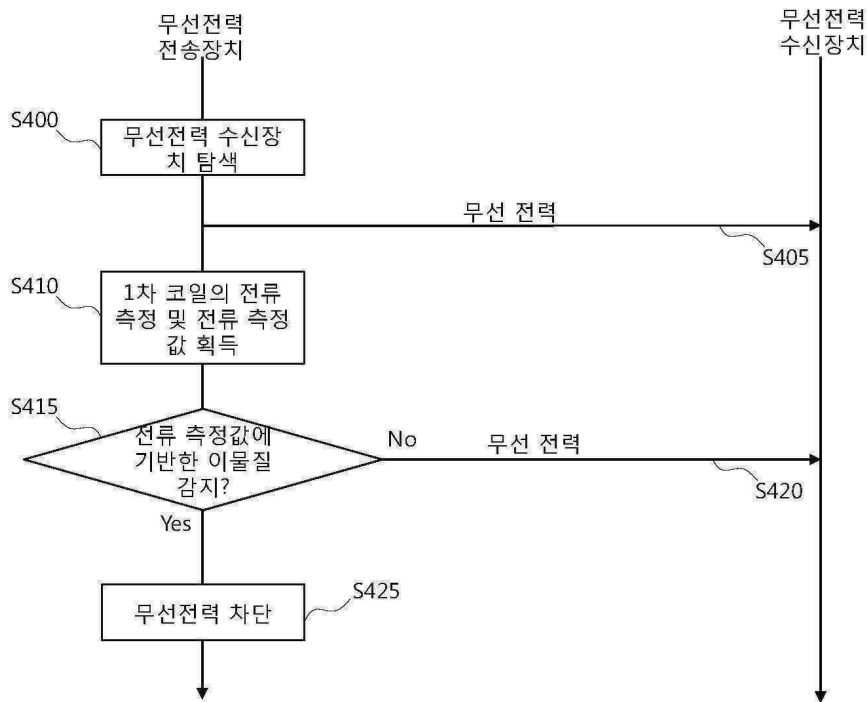 무선전력
전송장치
무선전력
수신장치
S400
무선전력 수신장
치 탐색
무선 전력
S405
S410
1차 코일의 전류
측정 및 전류 측정
값 획득
S415
전류 측정값에
기반한 이물질
감지?
No
무선 전력
S420
Yes
S425
무선전력 차단